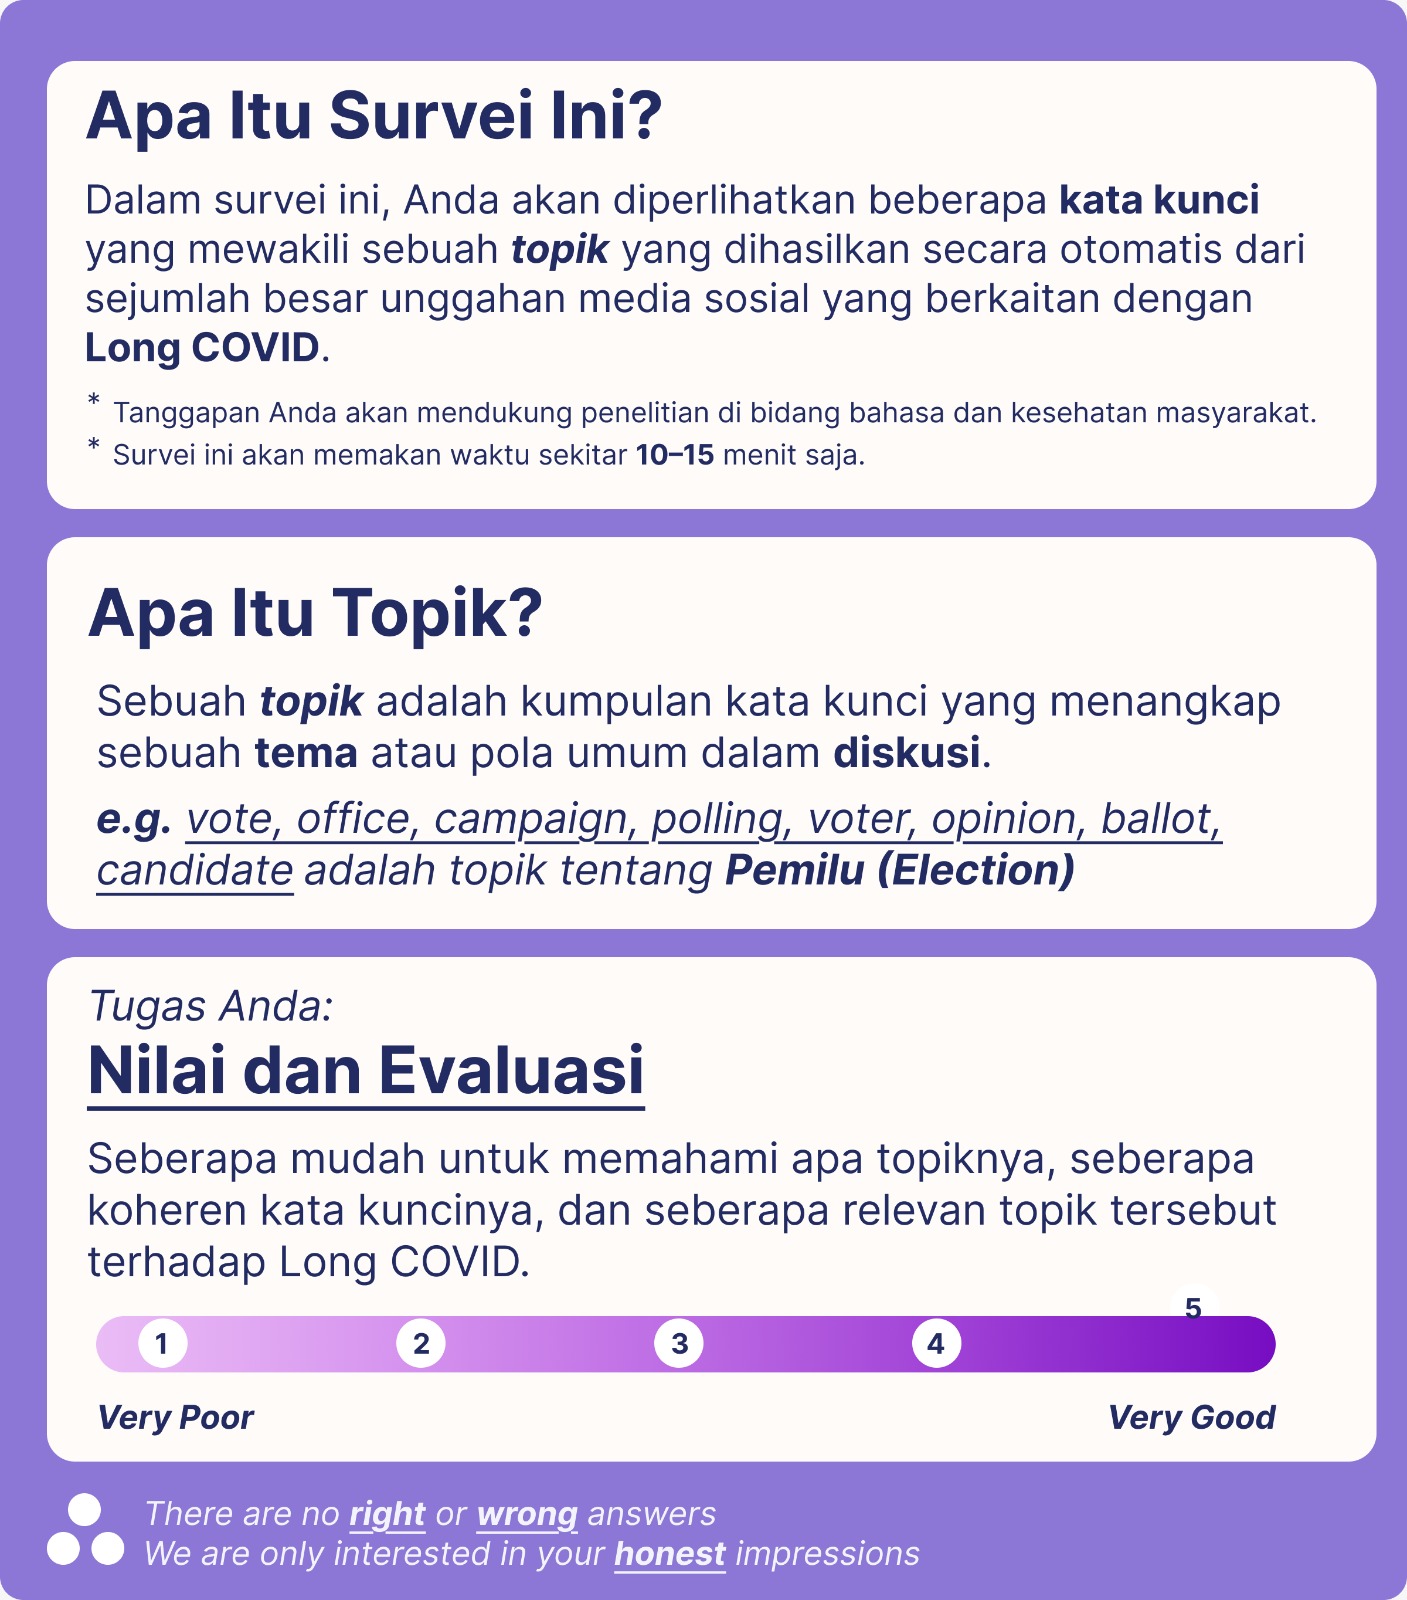 Apa Itu Survei Ini?
Dalam survei ini, Anda akan diperlihatkan beberapa kata kunci
yang mewakili sebuah topik yang dihasilkan secara otomatis dari
sejumlah besar unggahan media sosial yang berkaitan dengan
Long COVID.
* Tanggapan Anda akan mendukung penelitian di bidang bahasa dan kesehatan masyarakat.
* Survei ini akan memakan waktu sekitar 10–15 menit saja.
Apa Itu Topik?
Sebuah topik adalah kumpulan kata kunci yang menangkap
sebuah tema atau pola umum dalam diskusi.
e.g. vote, office, campaign, polling, voter, opinion, ballot,
candidate adalah topik tentang Pemilu (Election)
Tugas Anda:
Nilai dan Evaluasi
Seberapa mudah untuk memahami apa topiknya, seberapa
koheren kata kuncinya, dan seberapa relevan topik tersebut
terhadap Long COVID.
1 2 3 4 5
Very Poor Very Good
There are no right or wrong answers
We are only interested in your honest impressions